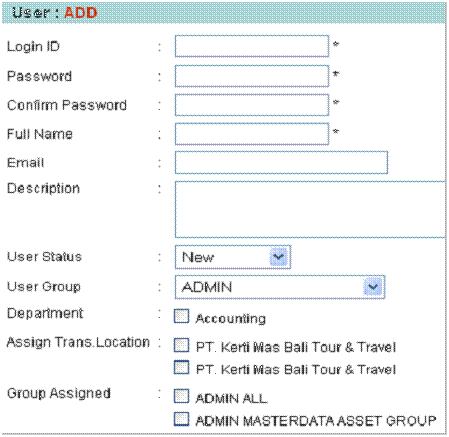 User : ADD
Login ID : *
Password : *
Confirm Password : *
Full Name : *
Email :
Description :
User Status : New
User Group : ADMIN
Department : Accounting
Assign Trans.Location : PT. Kerti Mas Bali Tour & Travel
PT. Kerti Mas Bali Tour & Travel
Group Assigned : ADMIN ALL
ADMIN MASTERDATA ASSET GROUP